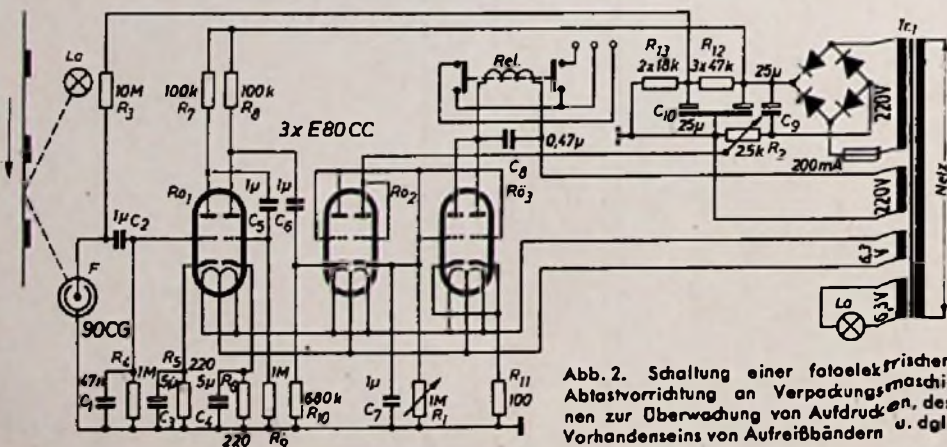 La
10M
R3
100k
R7
100k
R8
3x E80CC
Rö1
1µ
C5
1µ
C6
Rö2
Rel.
0,47µ
C8
Rö3
R13
2x18k
R12
3x47k
25µ
C10
25µ
C9
25k
R2
200mA
Tr.1
220V
220V
6,3V
6,3V
Netz
La
1µ
C2
F
90CG
47n
C1
R4
1M
5µ
C3
R5
220
5µ
C4
R6
220
1M
R9
680k
R10
1µ
C7
1M
R1
R11
100
Abb. 2. Schaltung einer fotoelektrischen
Abtastvorrichtung an Verpackungsmaschi-
nen zur Überwachung von Aufdrucken, des
Vorhandenseins von Aufreißbändern u. dgl.